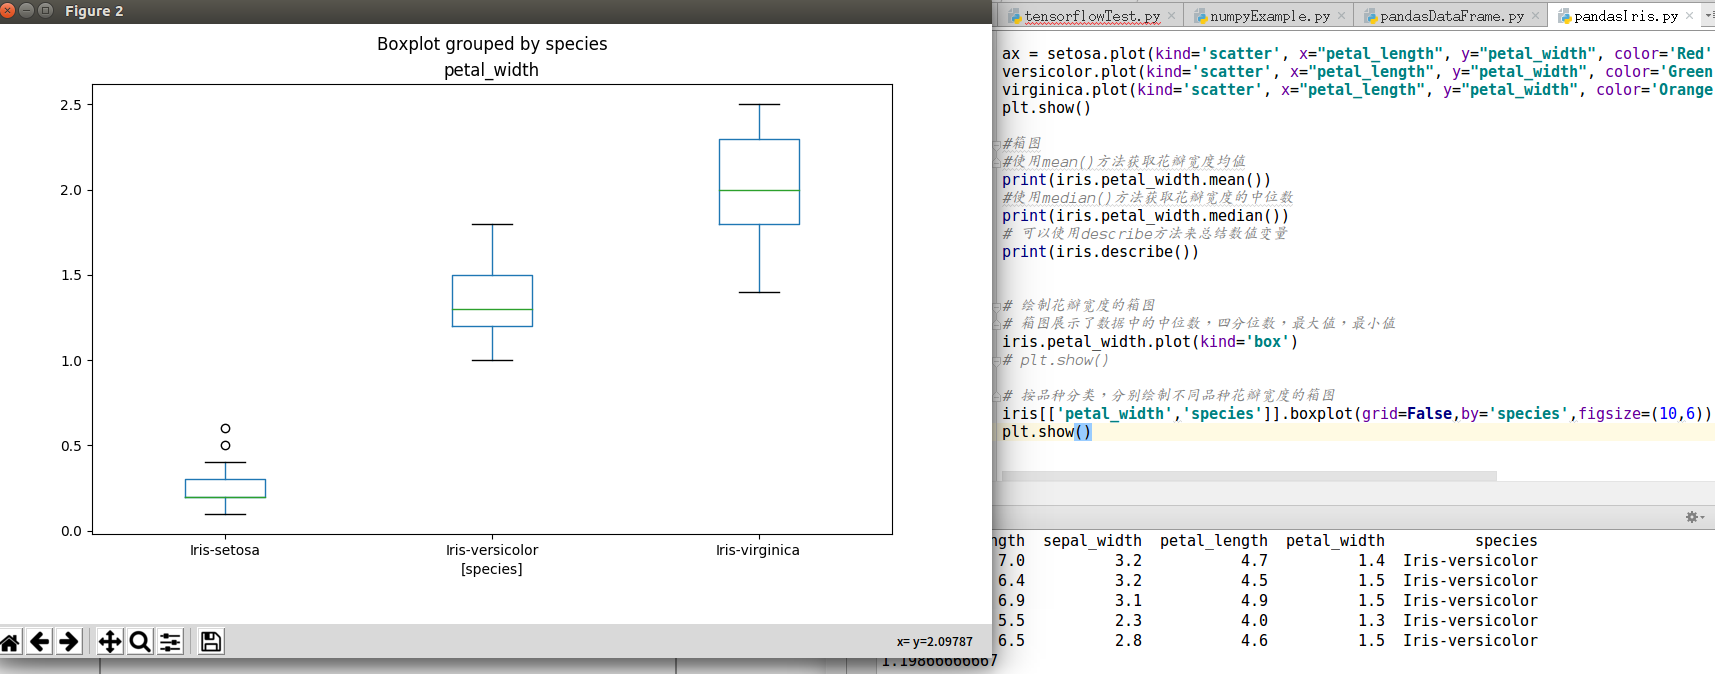 Figure 2
Boxplot grouped by species
petal_width
2.5
2.0
1.5
1.0
0.5
0.0
Iris-setosa Iris-versicolor Iris-virginica
[species]
x= y=2.09787
tensorflowTest.py numpyExample.py pandasDataFrame.py pandasIris.py
ax = setosa.plot(kind='scatter', x="petal_length", y="petal_width", color='Red'
versicolor.plot(kind='scatter', x="petal_length", y="petal_width", color='Green
virginica.plot(kind='scatter', x="petal_length", y="petal_width", color='Orange
plt.show()
#箱图
#使用mean()方法获取花瓣宽度均值
print(iris.petal_width.mean())
#使用median()方法获取花瓣宽度的中位数
print(iris.petal_width.median())
# 可以使用describe方法来总结数值变量
print(iris.describe())
# 绘制花瓣宽度的箱图
# 箱图展示了数据中的中位数，四分位数，最大值，最小值
iris.petal_width.plot(kind='box')
# plt.show()
# 按品种分类，分别绘制不同品种花瓣宽度的箱图
iris[['petal_width','species']].boxplot(grid=False,by='species',figsize=(10,6))
plt.show()
ngth sepal_width petal_length petal_width species
7.0 3.2 4.7 1.4 Iris-versicolor
6.4 3.2 4.5 1.5 Iris-versicolor
6.9 3.1 4.9 1.5 Iris-versicolor
5.5 2.3 4.0 1.3 Iris-versicolor
6.5 2.8 4.6 1.5 Iris-versicolor
1.19866666667